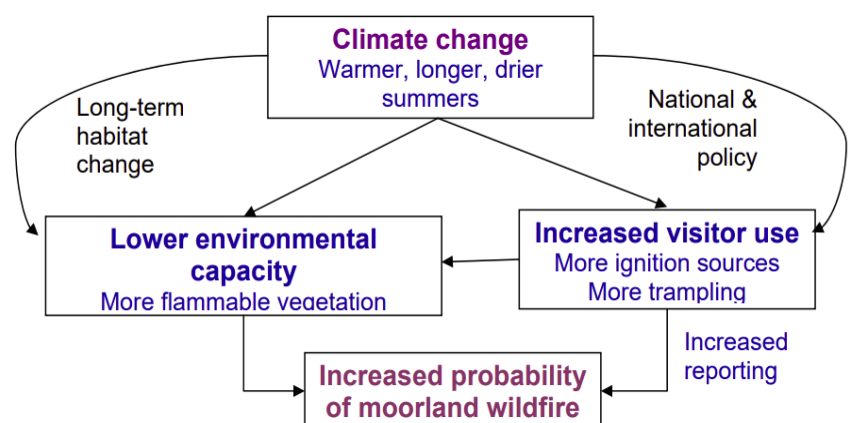 Climate change
Warmer, longer, drier
summers
Long-term
habitat
change
National &
international
policy
Lower environmental
capacity
More flammable vegetation
Increased visitor use
More ignition sources
More trampling
Increased
reporting
Increased probability
of moorland wildfire